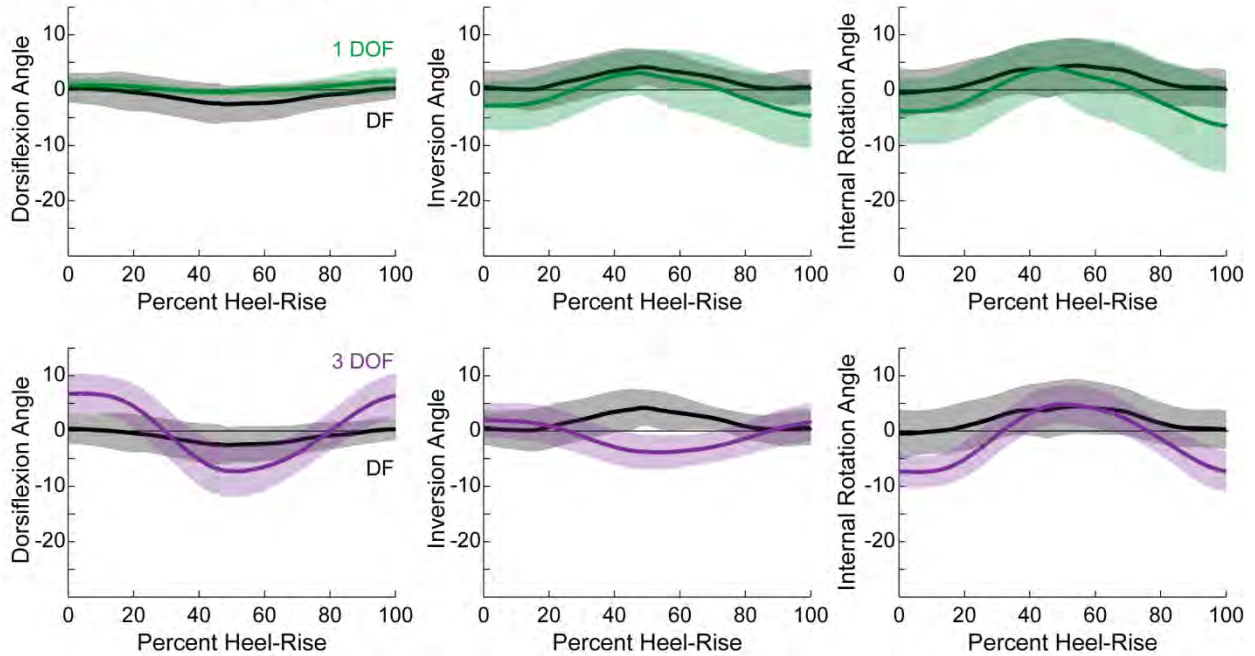 Dorsiflexion Angle
10
0
-10
-20
1 DOF
DF
0 20 40 60 80 100
Percent Heel-Rise
Inversion Angle
10
0
-10
-20
0 20 40 60 80 100
Percent Heel-Rise
Internal Rotation Angle
10
0
-10
-20
0 20 40 60 80 100
Percent Heel-Rise
Dorsiflexion Angle
10
0
-10
-20
3 DOF
DF
0 20 40 60 80 100
Percent Heel-Rise
Inversion Angle
10
0
-10
-20
0 20 40 60 80 100
Percent Heel-Rise
Internal Rotation Angle
10
0
-10
-20
0 20 40 60 80 100
Percent Heel-Rise